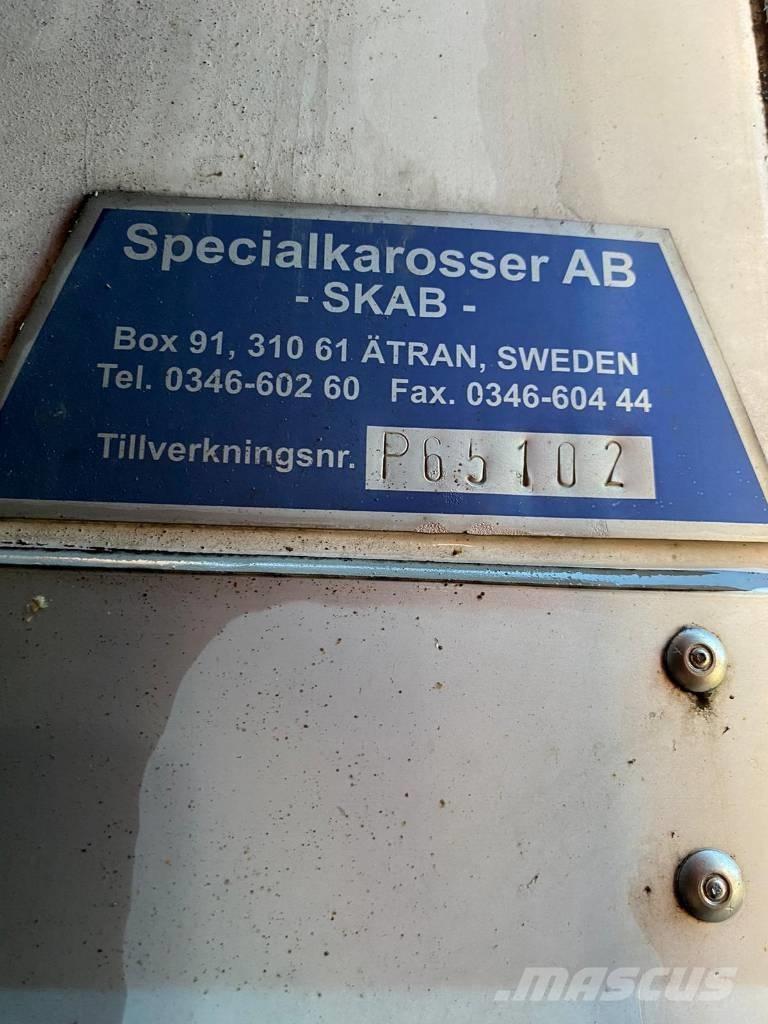 Specialkarosser AB
- SKAB -
Box 91, 310 61 ÄTRAN, SWEDEN
Tel. 0346-602 60 Fax. 0346-604 44
Tillverkningsnr. P65102
MASCUS